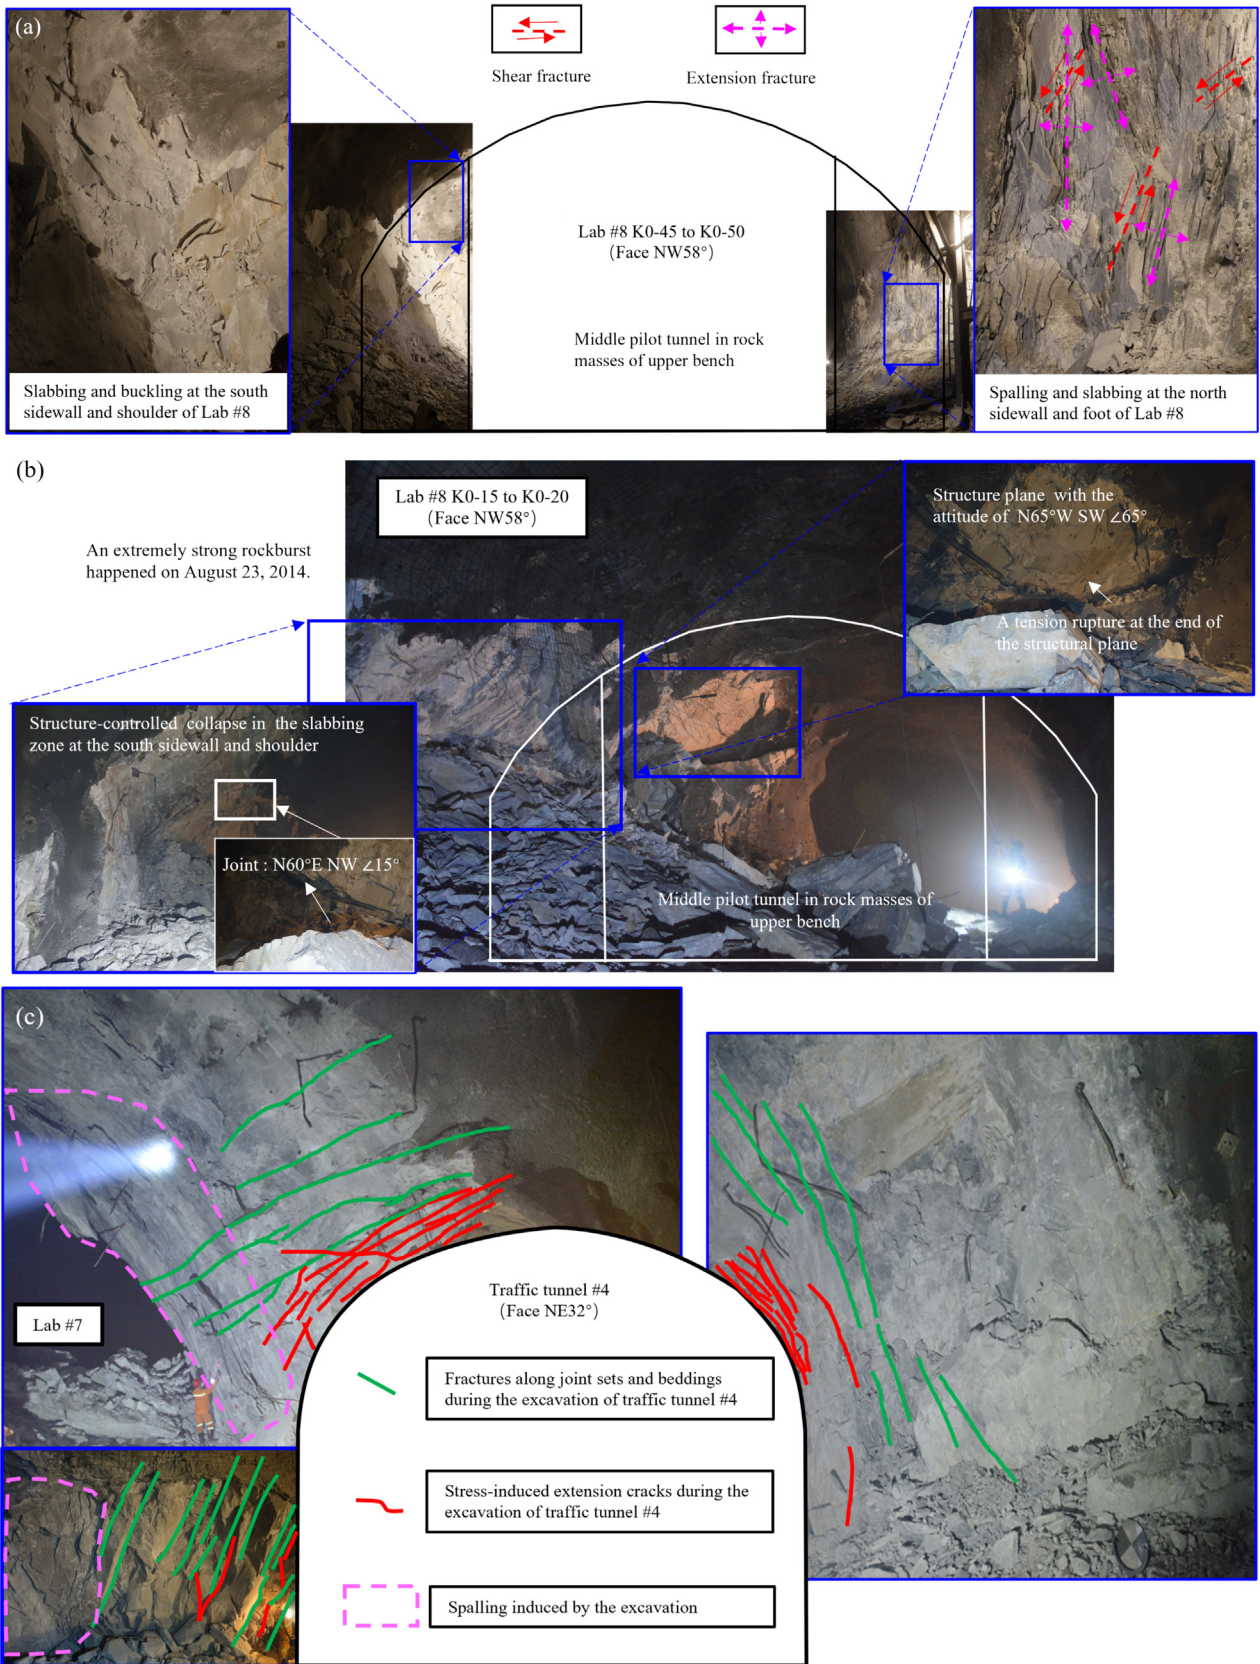 (a)
Shear fracture
Extension fracture
Lab #8 K0-45 to K0-50
(Face NW58°)
Middle pilot tunnel in rock
masses of upper bench
Slabbing and buckling at the south
sidewall and shoulder of Lab #8
Spalling and slabbing at the north
sidewall and foot of Lab #8
(b)
Lab #8 K0-15 to K0-20
(Face NW58°)
An extremely strong rockburst
happened on August 23, 2014.
Structure plane with the
attitude of N65°W SW ∠65°
A tension rupture at the end of
the structural plane
Structure-controlled collapse in the slabbing
zone at the south sidewall and shoulder
Joint : N60°E NW ∠15°
Middle pilot tunnel in rock masses of
upper bench
(c)
Lab #7
Traffic tunnel #4
(Face NE32°)
Fractures along joint sets and beddings
during the excavation of traffic tunnel #4
Stress-induced extension cracks during the
excavation of traffic tunnel #4
Spalling induced by the excavation